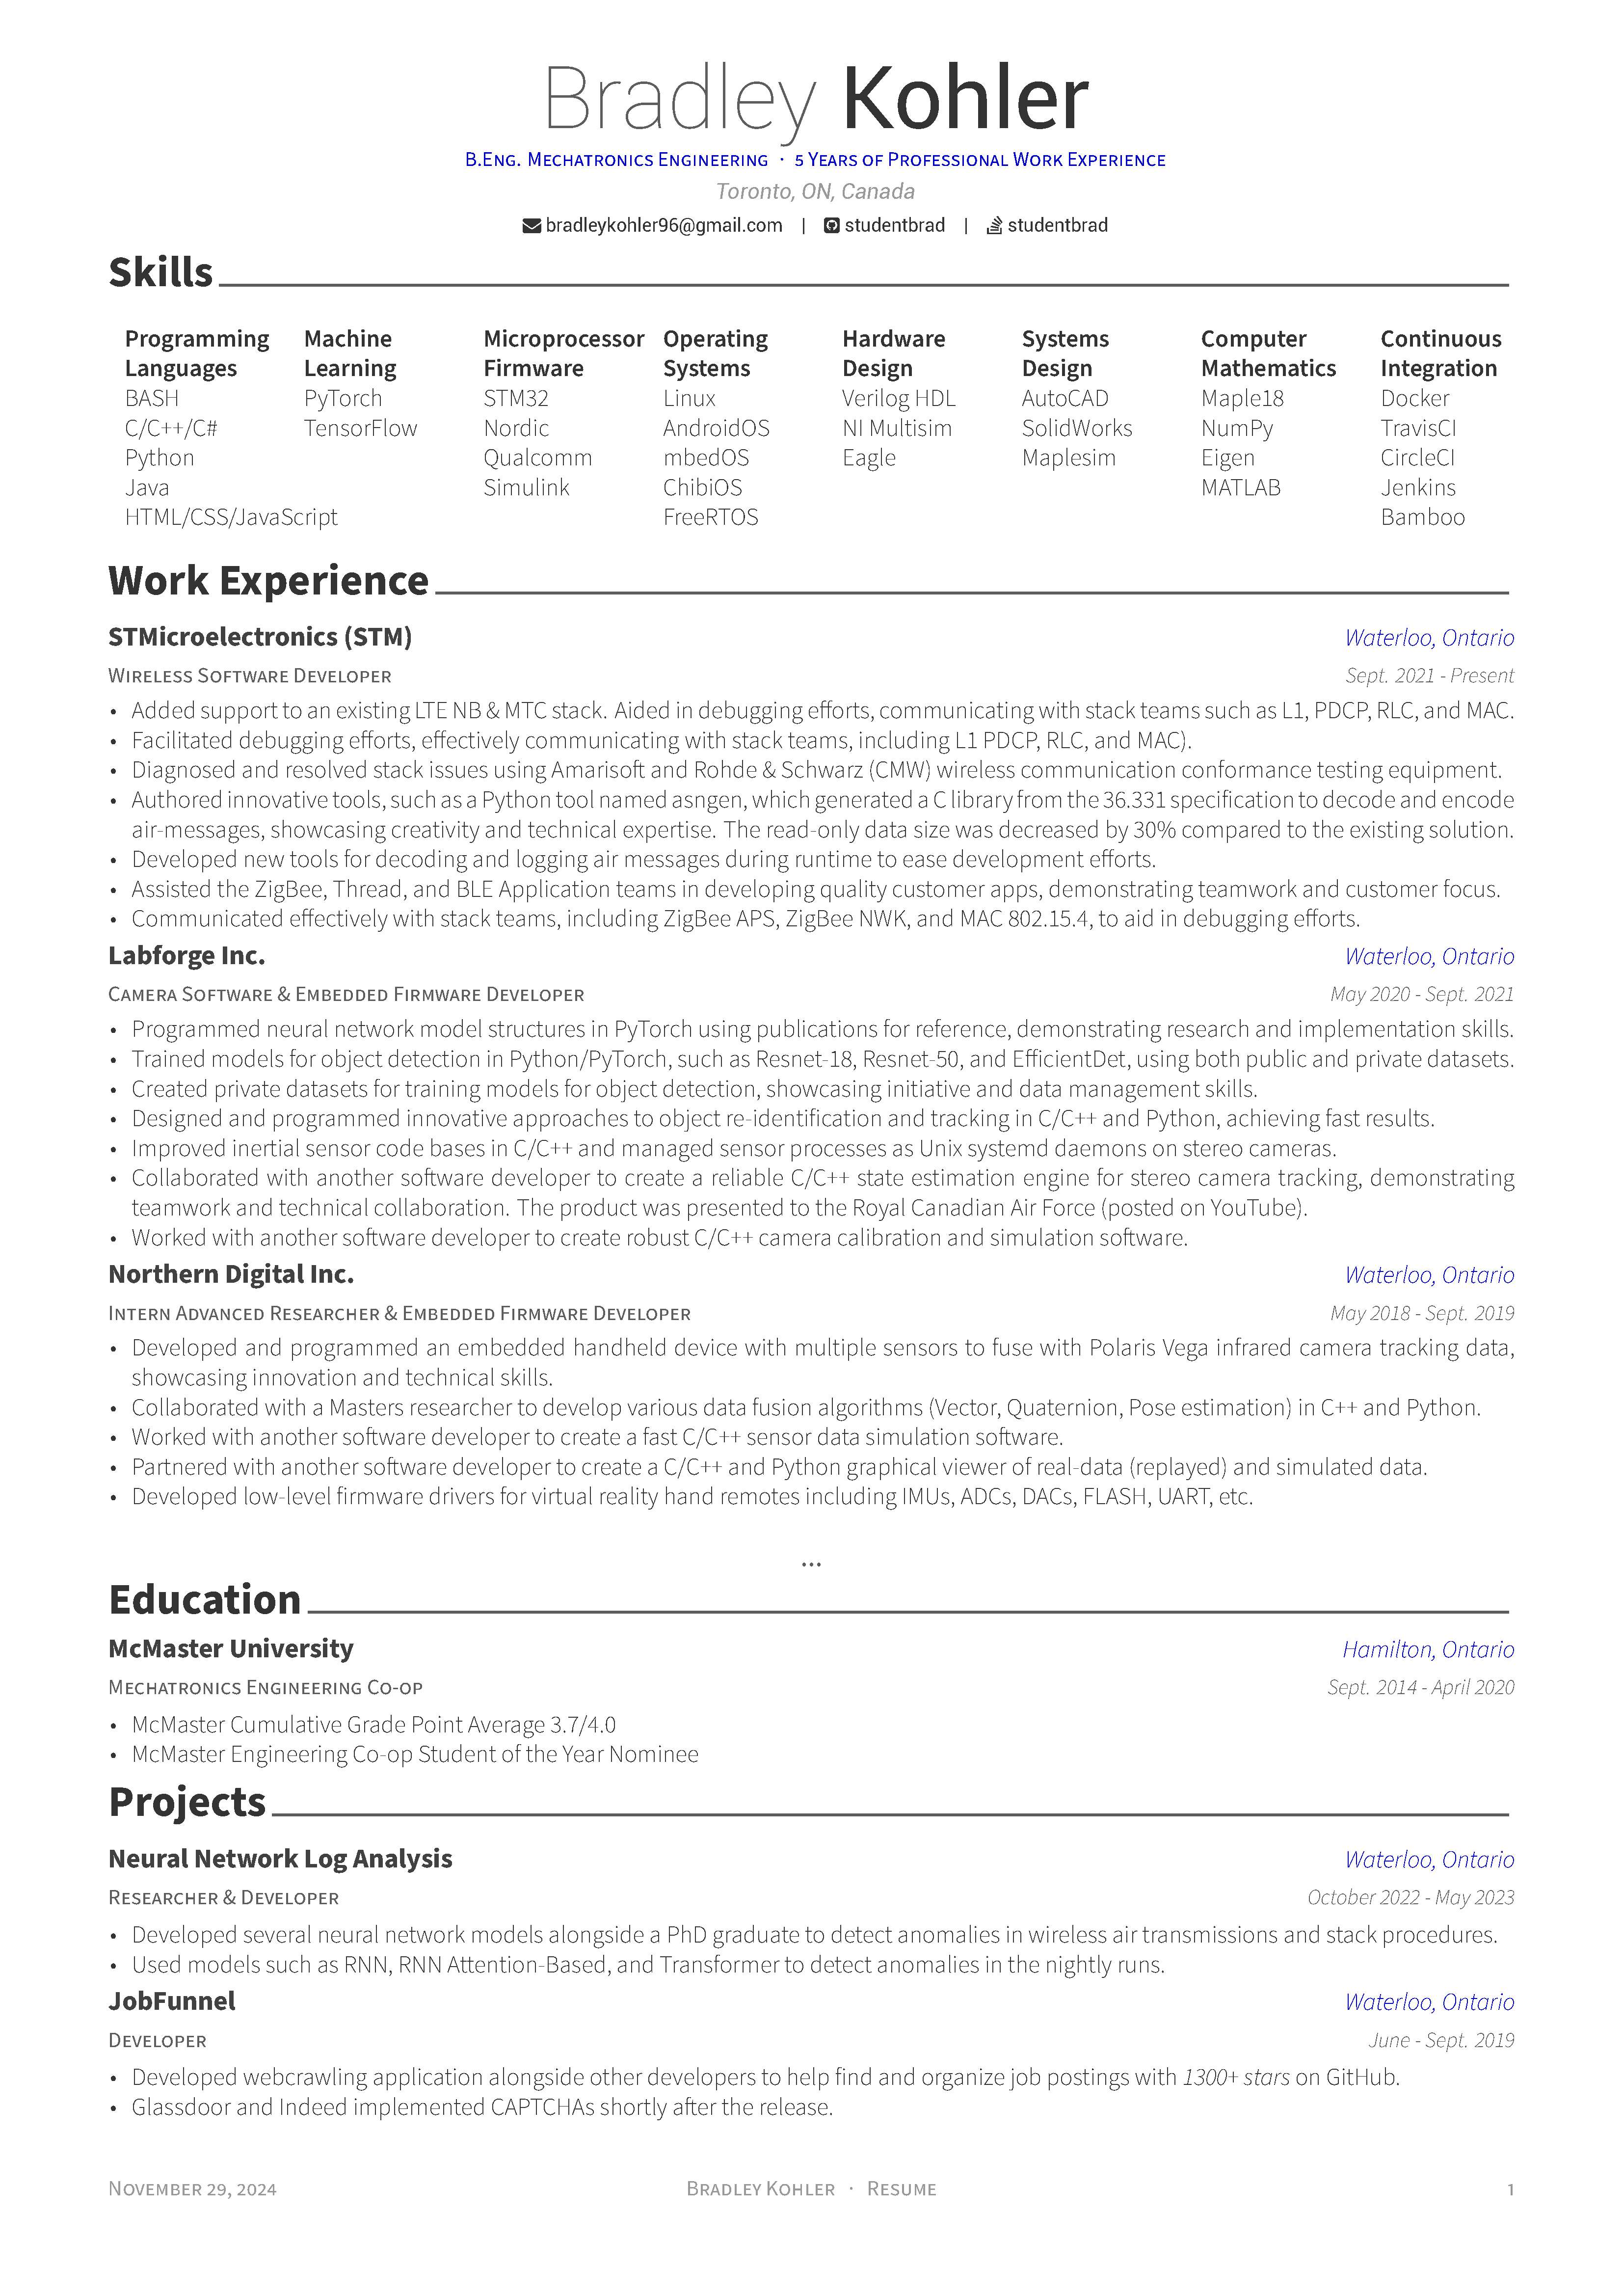 Bradley Kohler
B.Eng. Mechatronics Engineering · 5 Years of Professional Work Experience
Toronto, ON, Canada
bradleykohler96@gmail.com | studentbrad | studentbrad
Skills
Programming Machine Microprocessor Operating Hardware Systems Computer Continuous
Languages Learning Firmware Systems Design Design Mathematics Integration
BASH PyTorch STM32 Linux Verilog HDL AutoCAD Maple18 Docker
C/C++/C# TensorFlow Nordic AndroidOS NI Multisim SolidWorks NumPy TravisCI
Python Qualcomm mbedOS Eagle Maplesim Eigen CircleCI
Java Simulink ChibiOS MATLAB Jenkins
HTML/CSS/JavaScript FreeRTOS Bamboo
Work Experience
STMicroelectronics (STM) Waterloo, Ontario
Wireless Software Developer Sept. 2021 - Present
• Added support to an existing LTE NB & MTC stack. Aided in debugging efforts, communicating with stack teams such as L1, PDCP, RLC, and MAC.
• Facilitated debugging efforts, effectively communicating with stack teams, including L1 PDCP, RLC, and MAC).
• Diagnosed and resolved stack issues using Amarisoft and Rohde & Schwarz (CMW) wireless communication conformance testing equipment.
• Authored innovative tools, such as a Python tool named asngen, which generated a C library from the 36.331 specification to decode and encode
air-messages, showcasing creativity and technical expertise. The read-only data size was decreased by 30% compared to the existing solution.
• Developed new tools for decoding and logging air messages during runtime to ease development efforts.
• Assisted the ZigBee, Thread, and BLE Application teams in developing quality customer apps, demonstrating teamwork and customer focus.
• Communicated effectively with stack teams, including ZigBee APS, ZigBee NWK, and MAC 802.15.4, to aid in debugging efforts.
Labforge Inc. Waterloo, Ontario
Camera Software & Embedded Firmware Developer May 2020 - Sept. 2021
• Programmed neural network model structures in PyTorch using publications for reference, demonstrating research and implementation skills.
• Trained models for object detection in Python/PyTorch, such as Resnet-18, Resnet-50, and EfficientDet, using both public and private datasets.
• Created private datasets for training models for object detection, showcasing initiative and data management skills.
• Designed and programmed innovative approaches to object re-identification and tracking in C/C++ and Python, achieving fast results.
• Improved inertial sensor code bases in C/C++ and managed sensor processes as Unix systemd daemons on stereo cameras.
• Collaborated with another software developer to create a reliable C/C++ state estimation engine for stereo camera tracking, demonstrating
teamwork and technical collaboration. The product was presented to the Royal Canadian Air Force (posted on YouTube).
• Worked with another software developer to create robust C/C++ camera calibration and simulation software.
Northern Digital Inc. Waterloo, Ontario
Intern Advanced Researcher & Embedded Firmware Developer May 2018 - Sept. 2019
• Developed and programmed an embedded handheld device with multiple sensors to fuse with Polaris Vega infrared camera tracking data,
showcasing innovation and technical skills.
• Collaborated with a Masters researcher to develop various data fusion algorithms (Vector, Quaternion, Pose estimation) in C++ and Python.
• Worked with another software developer to create a fast C/C++ sensor data simulation software.
• Partnered with another software developer to create a C/C++ and Python graphical viewer of real-data (replayed) and simulated data.
• Developed low-level firmware drivers for virtual reality hand remotes including IMUs, ADCs, DACs, FLASH, UART, etc.
...
Education
McMaster University Hamilton, Ontario
Mechatronics Engineering Co-op Sept. 2014 - April 2020
• McMaster Cumulative Grade Point Average 3.7/4.0
• McMaster Engineering Co-op Student of the Year Nominee
Projects
Neural Network Log Analysis Waterloo, Ontario
Researcher & Developer October 2022 - May 2023
• Developed several neural network models alongside a PhD graduate to detect anomalies in wireless air transmissions and stack procedures.
• Used models such as RNN, RNN Attention-Based, and Transformer to detect anomalies in the nightly runs.
JobFunnel Waterloo, Ontario
Developer June - Sept. 2019
• Developed webcrawling application alongside other developers to help find and organize job postings with 1300+ stars on GitHub.
• Glassdoor and Indeed implemented CAPTCHAs shortly after the release.
November 29, 2024 Bradley Kohler · Resume 1